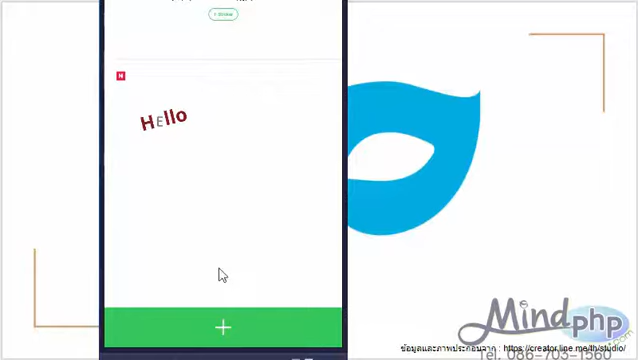 HEllo
Mindphp
ข้อมูลและภาพประกอบจาก : https://creator.line.me/th/studio/
Tel. 086-703-1560